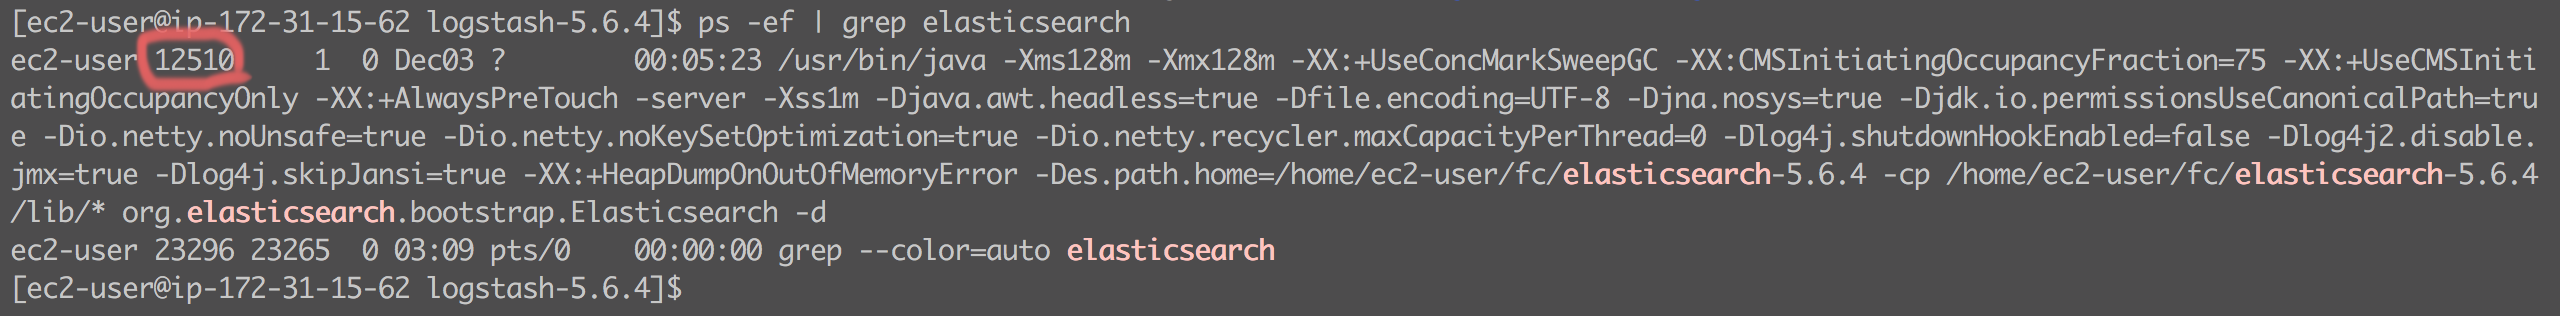 [ec2-user@ip-172-31-15-62 logstash-5.6.4]$ ps -ef | grep elasticsearch
ec2-user 12510     1  0 Dec03 ?        00:05:23 /usr/bin/java -Xms128m -Xmx128m -XX:+UseConcMarkSweepGC -XX:CMSInitiatingOccupancyFraction=75 -XX:+UseCMSIniti
atingOccupancyOnly -XX:+AlwaysPreTouch -server -Xss1m -Djava.awt.headless=true -Dfile.encoding=UTF-8 -Djna.nosys=true -Djdk.io.permissionsUseCanonicalPath=tru
e -Dio.netty.noUnsafe=true -Dio.netty.noKeySetOptimization=true -Dio.netty.recycler.maxCapacityPerThread=0 -Dlog4j.shutdownHookEnabled=false -Dlog4j2.disable.
jmx=true -Dlog4j.skipJansi=true -XX:+HeapDumpOnOutOfMemoryError -Des.path.home=/home/ec2-user/fc/elasticsearch-5.6.4 -cp /home/ec2-user/fc/elasticsearch-5.6.4
/lib/* org.elasticsearch.bootstrap.Elasticsearch -d
ec2-user 23296 23265  0 03:09 pts/0    00:00:00 grep --color=auto elasticsearch
[ec2-user@ip-172-31-15-62 logstash-5.6.4]$